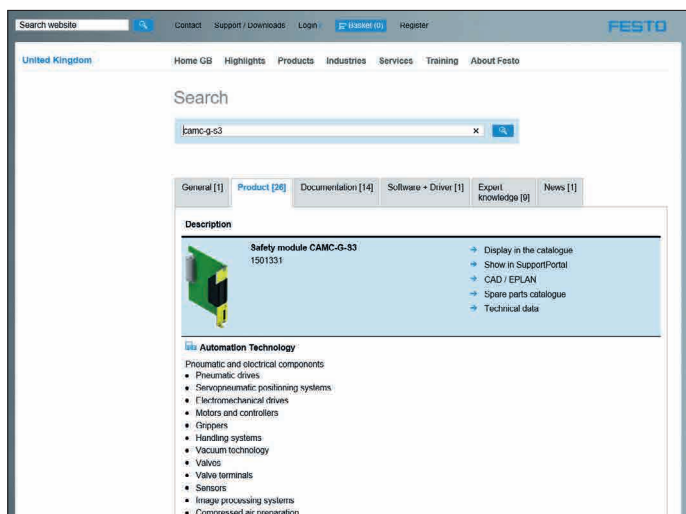 Search website
Contact Support / Downloads Login Basket (0) Register
FESTO
United Kingdom
Home GB Highlights Products Industries Services Training About Festo
Search
camc-g-s3 ×
General [1] Product [26] Documentation [14] Software + Driver [1] Expert knowledge [9] News [1]
Description
Safety module CAMC-G-S3
1501331
Display in the catalogue
Show in SupportPortal
CAD / EPLAN
Spare parts catalogue
Technical data
Automation Technology
Pneumatic and electrical components
• Pneumatic drives
• Servopneumatic positioning systems
• Electromechanical drives
• Motors and controllers
• Grippers
• Handling systems
• Vacuum technology
• Valves
• Valve terminals
• Sensors
• Image processing systems
• Compressed air preparation